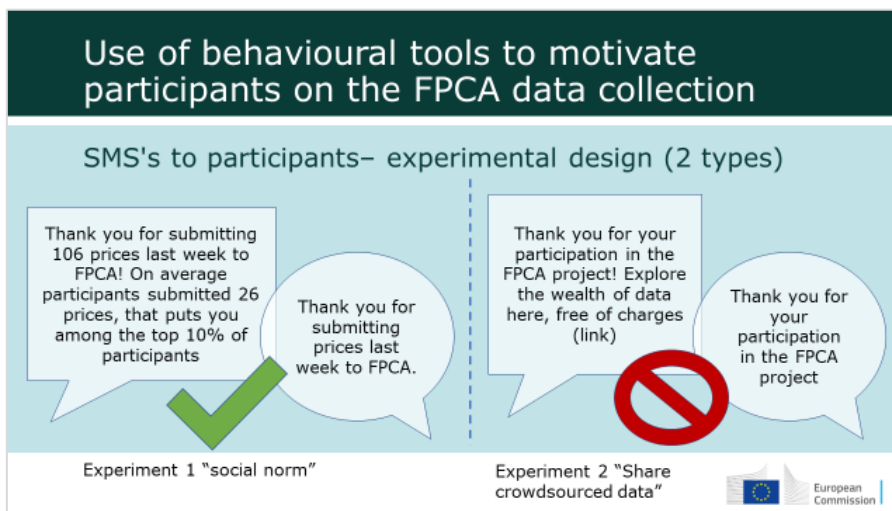 Use of behavioural tools to motivate
participants on the FPCA data collection
SMS's to participants– experimental design (2 types)
Thank you for submitting
106 prices last week to
FPCA! On average
participants submitted 26
prices, that puts you
among the top 10% of
participants
Thank you for
submitting
prices last
week to FPCA.
Thank you for your
participation in the
FPCA project! Explore
the wealth of data
here, free of charges
(link)
Thank you for
your
participation
in the FPCA
project
Experiment 1 “social norm”
Experiment 2 “Share
crowdsourced data”
European
Commission